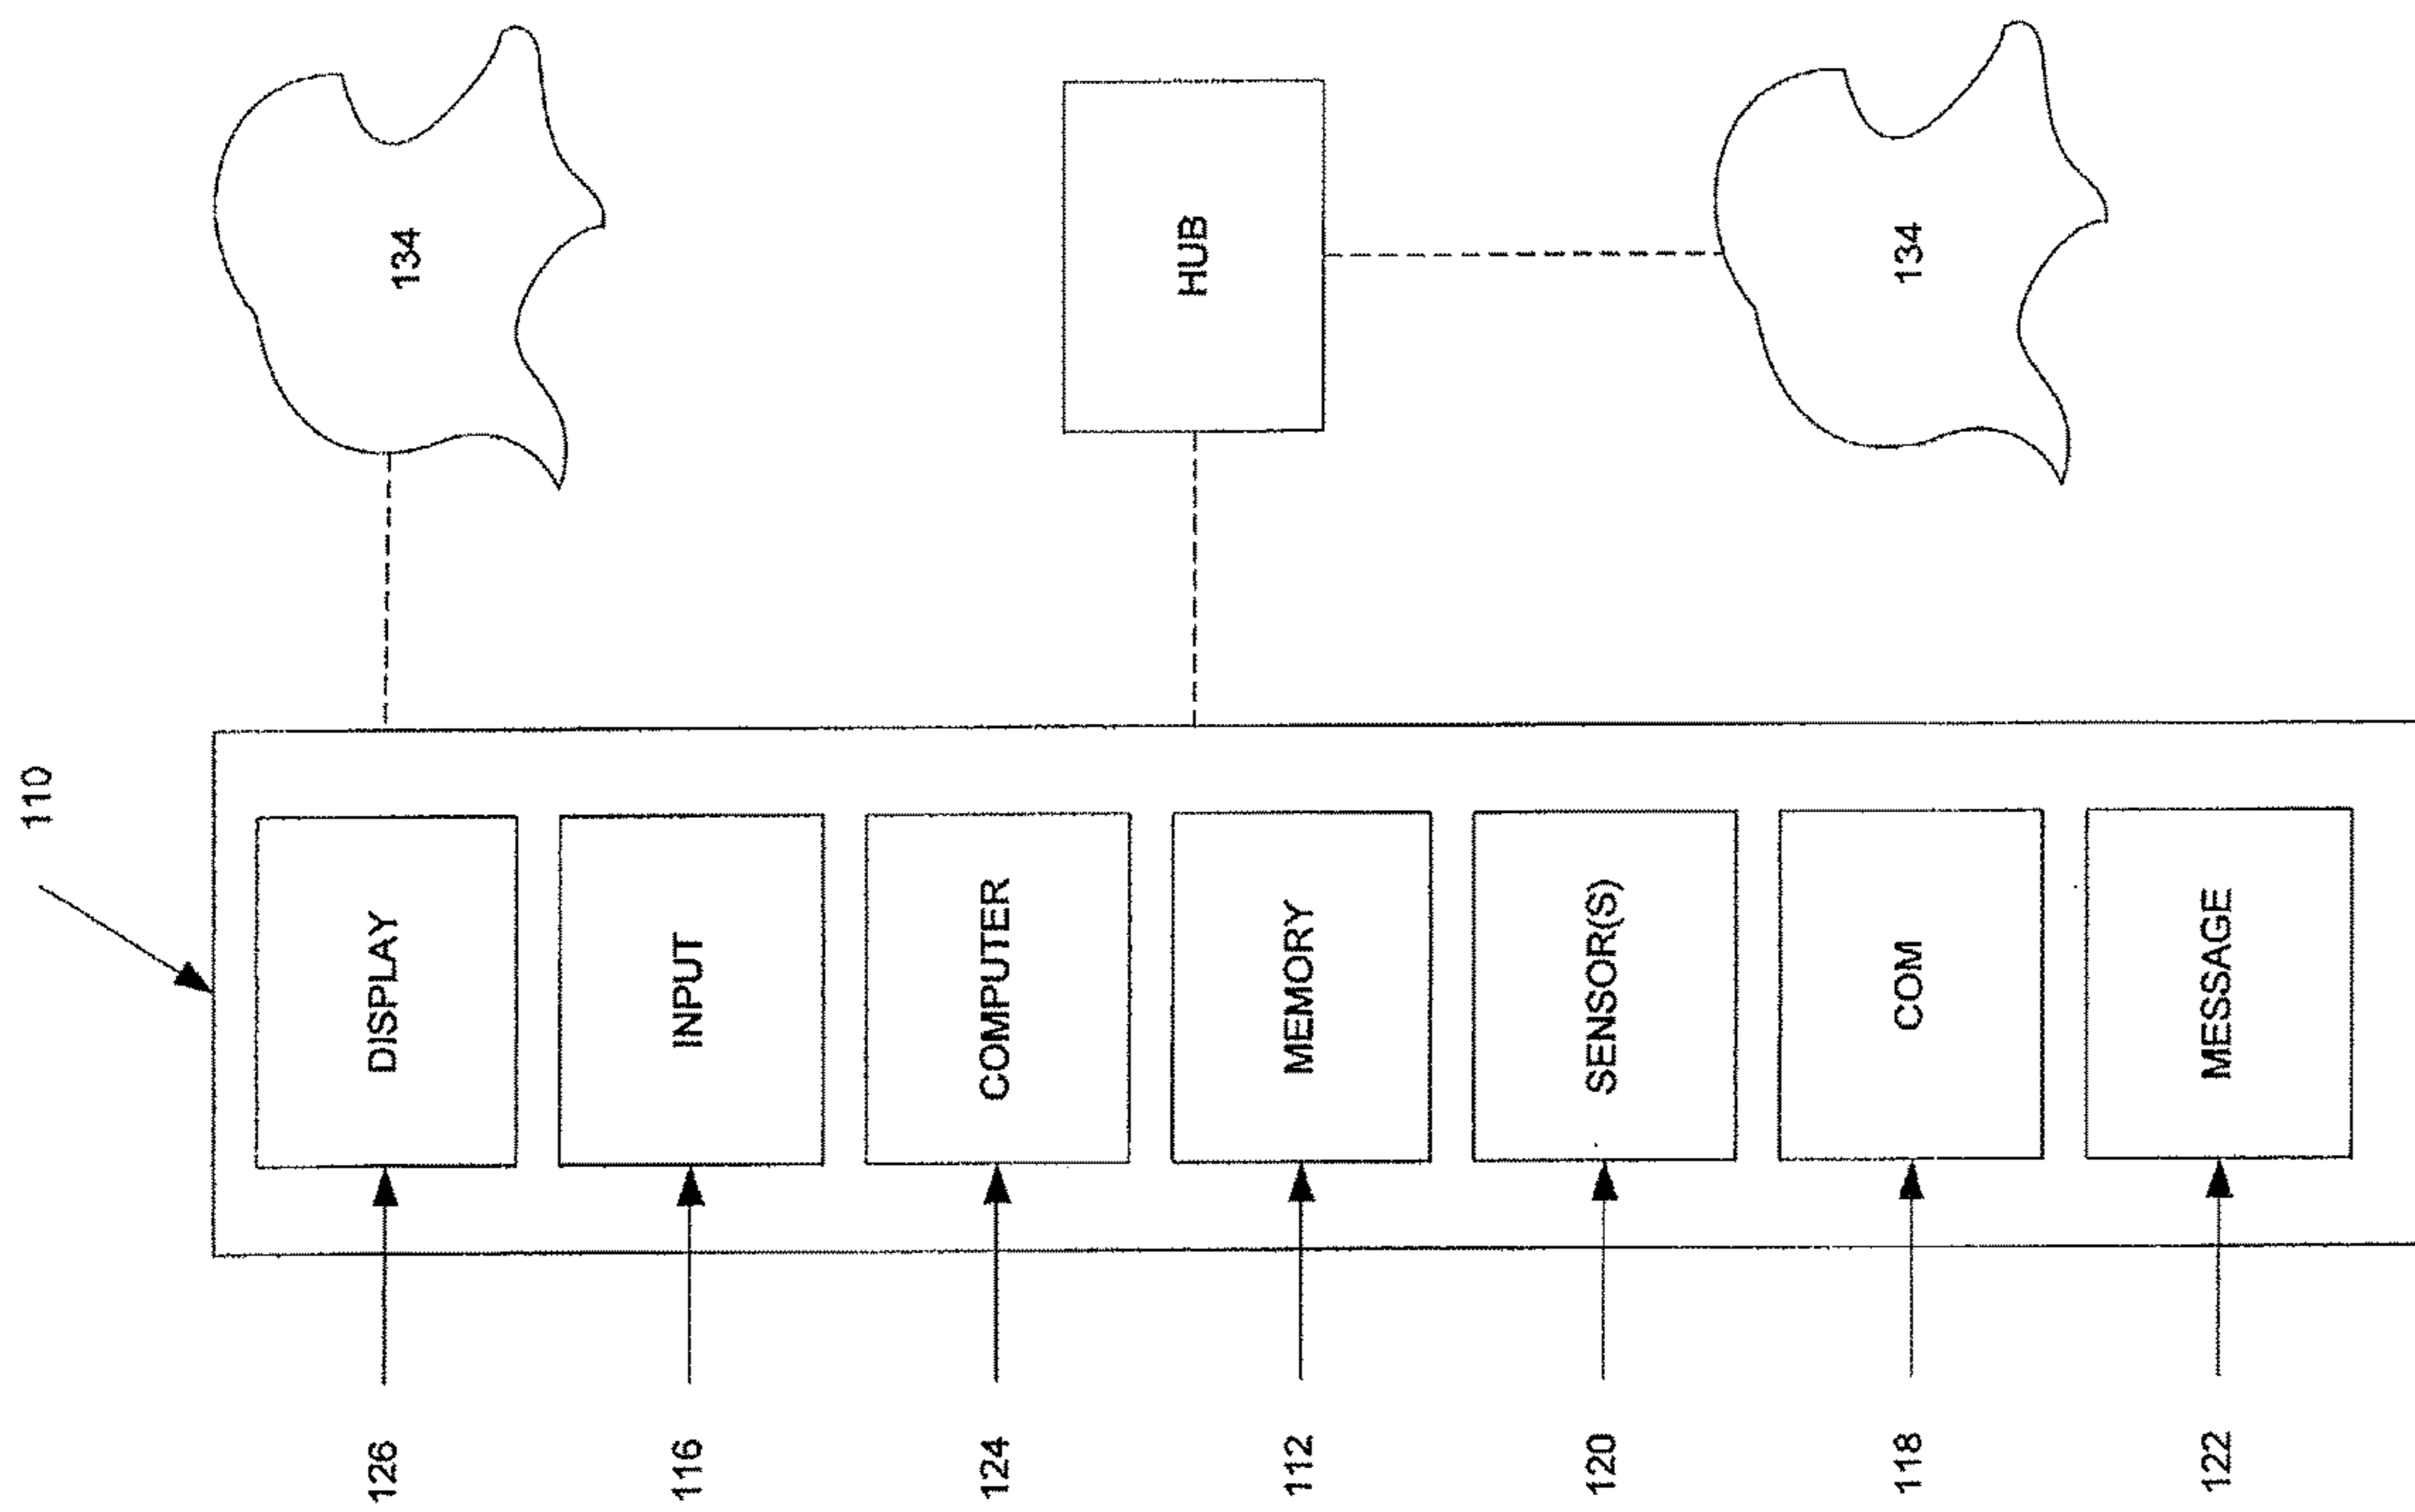 110
126
DISPLAY
134
116
INPUT
124
COMPUTER
112
MEMORY
HUB
120
SENSOR(S)
118
COM
134
122
MESSAGE